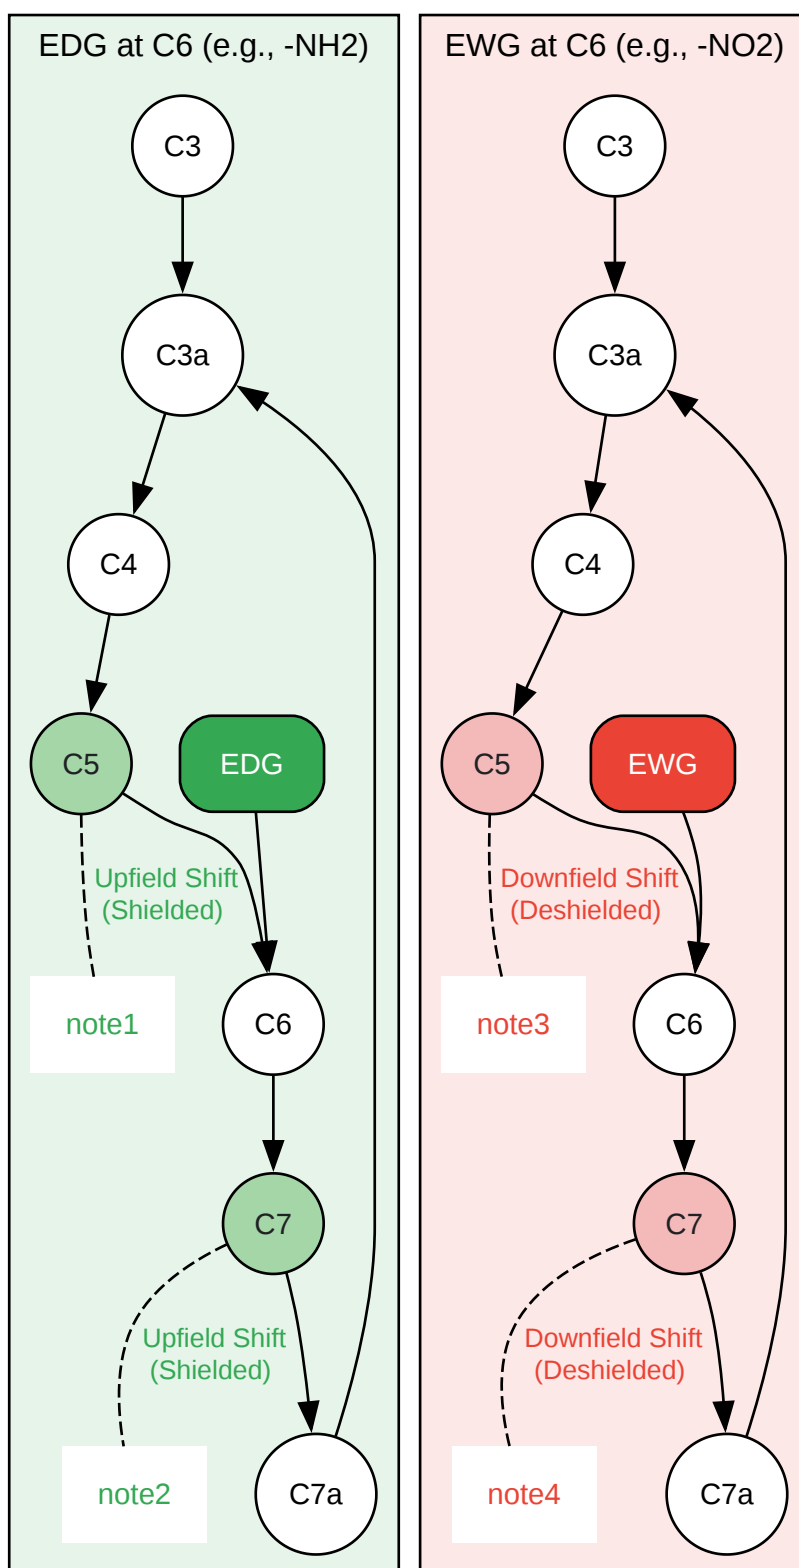 EDG at C6 (e.g., -NH2)
C3
C3a
C4
C5
EDG
Upfield Shift
(Shielded)
note1
C6
C7
Upfield Shift
(Shielded)
note2
C7a
EWG at C6 (e.g., -NO2)
C3
C3a
C4
C5
EWG
Downfield Shift
(Deshielded)
note3
C6
C7
Downfield Shift
(Deshielded)
note4
C7a